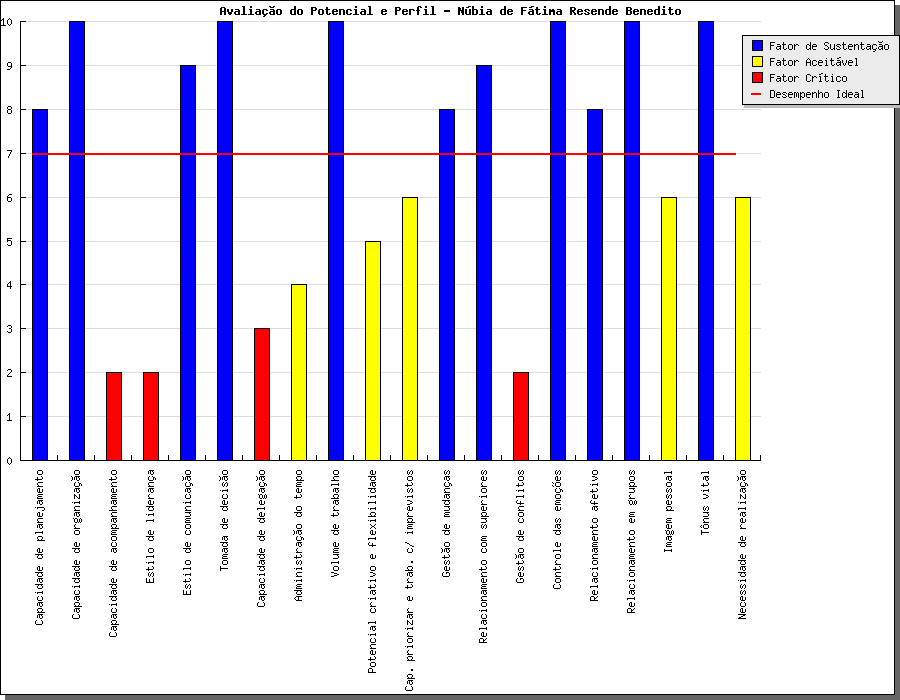 Avaliação do Potencial e Perfil - Núbia de Fátima Resende Benedito
Fator de Sustentação
Fator Aceitável
Fator Crítico
Desempenho Ideal
10
9
8
7
6
5
4
3
2
1
0
Capacidade de planejamento
Capacidade de organização
Capacidade de acompanhamento
Estilo de liderança
Estilo de comunicação
Tomada de decisão
Capacidade de delegação
Administração do tempo
Volume de trabalho
Potencial criativo e flexibilidade
Cap. priorizar e trab. c/ imprevistos
Gestão de mudanças
Relacionamento com superiores
Gestão de conflitos
Controle das emoções
Relacionamento afetivo
Relacionamento em grupos
Imagem pessoal
Tônus vital
Necessidade de realização